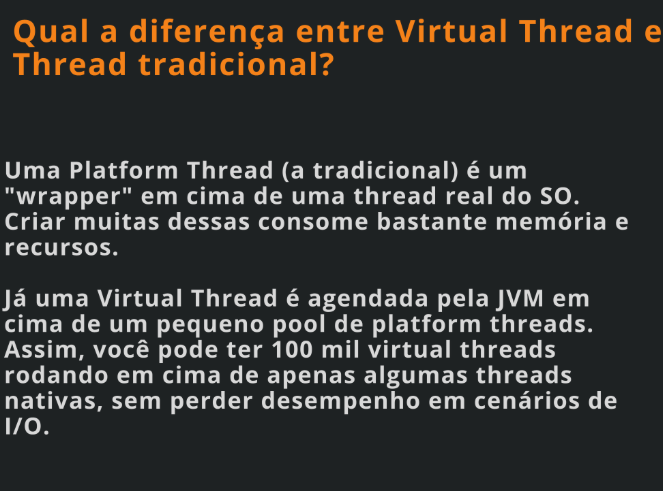 Qual a diferença entre Virtual Thread e
Thread tradicional?
Uma Platform Thread (a tradicional) é um
"wrapper" em cima de uma thread real do SO.
Criar muitas dessas consome bastante memória e
recursos.
Já uma Virtual Thread é agendada pela JVM em
cima de um pequeno pool de platform threads.
Assim, você pode ter 100 mil virtual threads
rodando em cima de apenas algumas threads
nativas, sem perder desempenho em cenários de
I/O.